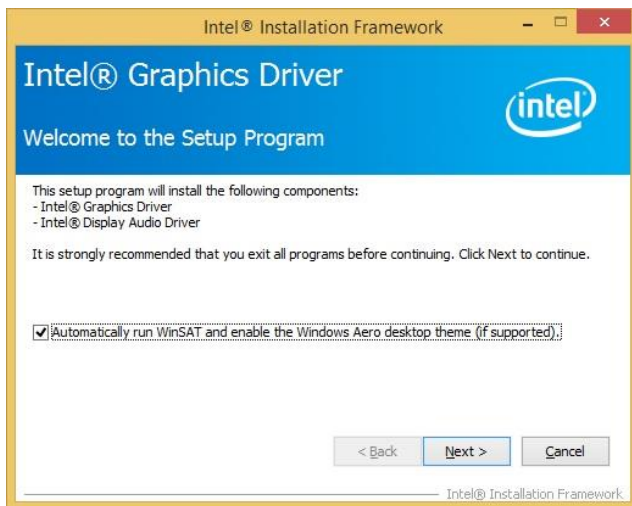 Intel® Installation Framework
Intel® Graphics Driver
intel
Welcome to the Setup Program
This setup program will install the following components:
- Intel® Graphics Driver
- Intel® Display Audio Driver
It is strongly recommended that you exit all programs before continuing. Click Next to continue.
Automatically run WinSAT and enable the Windows Aero desktop theme (if supported).
< Back Next > Cancel
Intel® Installation Framework